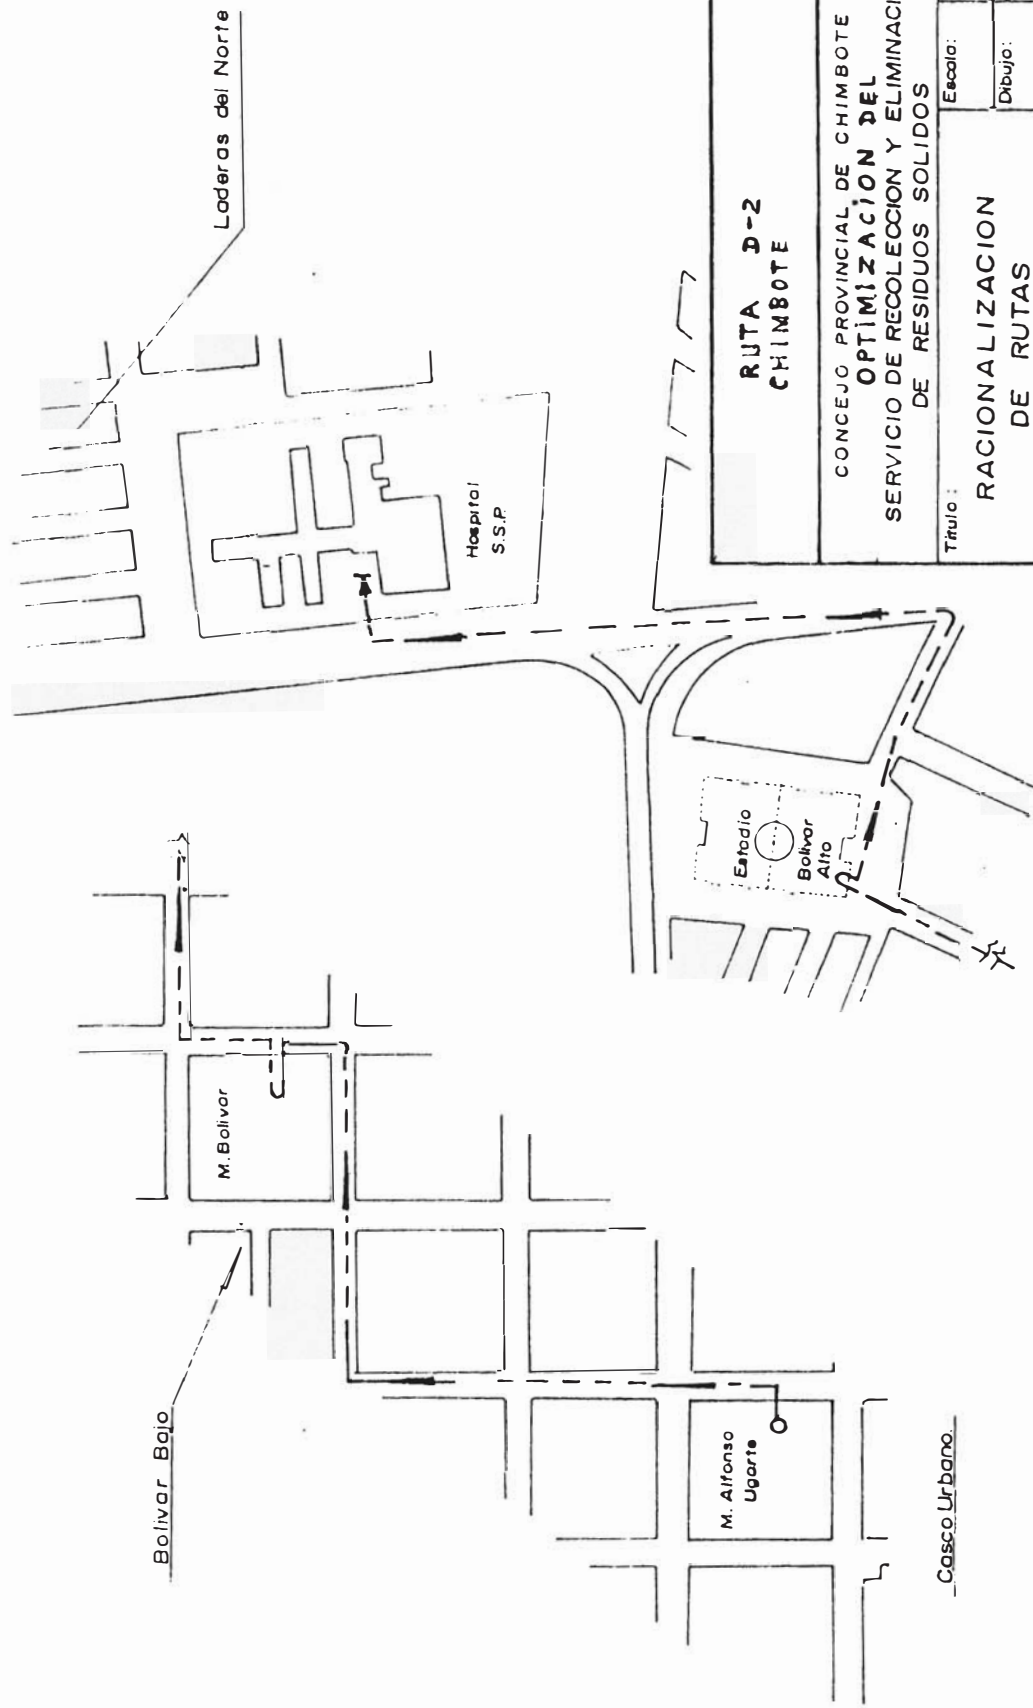 Laderas del Norte
Hospital
S.S.P.
Bolivar Bajo
M. Bolivar
Estadio
Bolivar
Alto
M. Alfonso
Ugarte
Casco Urbano.
RUTA D-2
CHIMBOTE
CONCEJO PROVINCIAL DE CHIMBOTE
OPTIMIZACION DEL
SERVICIO DE RECOLECCION Y ELIMINACI
DE RESIDUOS SOLIDOS
Titulo:
RACIONALIZACION
DE RUTAS
Escala:
Dibujo: